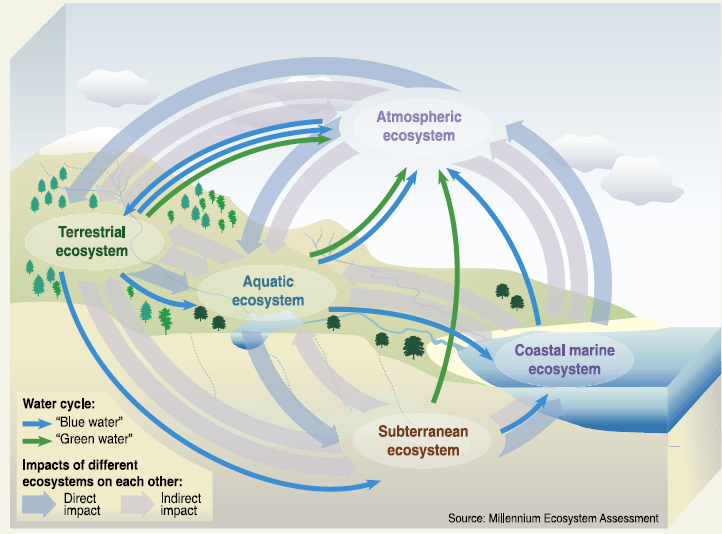 Atmospheric
ecosystem
Terrestrial
ecosystem
Aquatic
ecosystem
Coastal marine
ecosystem
Subterranean
ecosystem
Water cycle:
“Blue water”
“Green water”
Impacts of different
ecosystems on each other:
Direct
impact
Indirect
impact
Source: Millennium Ecosystem Assessment